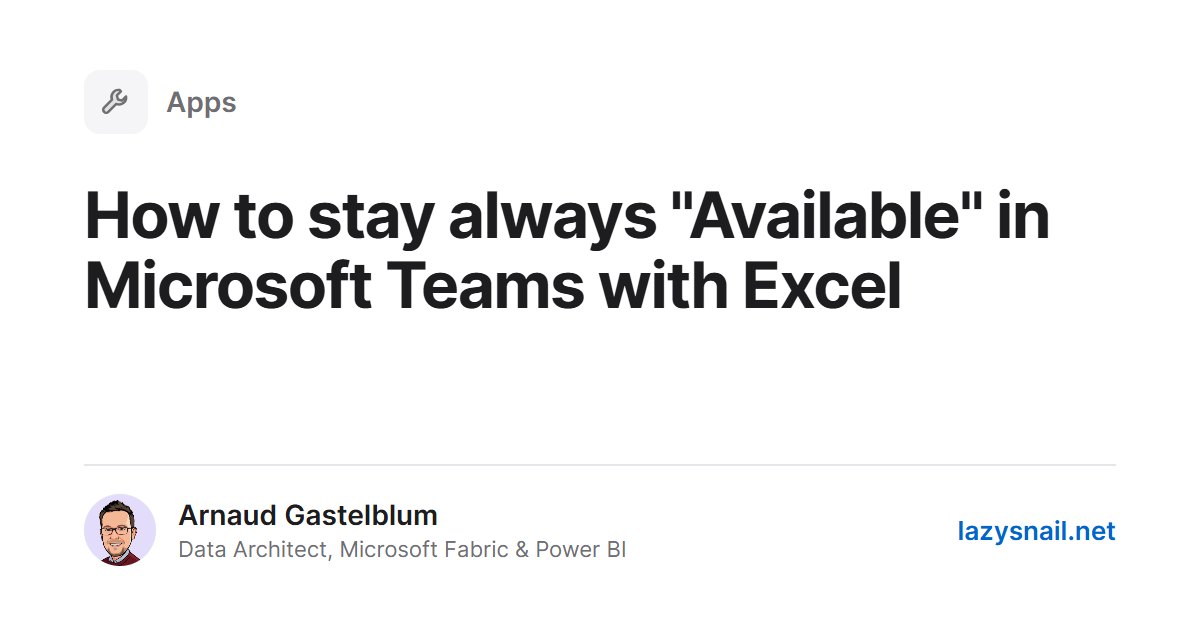 Apps
How to stay always "Available" in
Microsoft Teams with Excel
Arnaud Gastelblum
Data Architect, Microsoft Fabric & Power BI
lazysnail.net